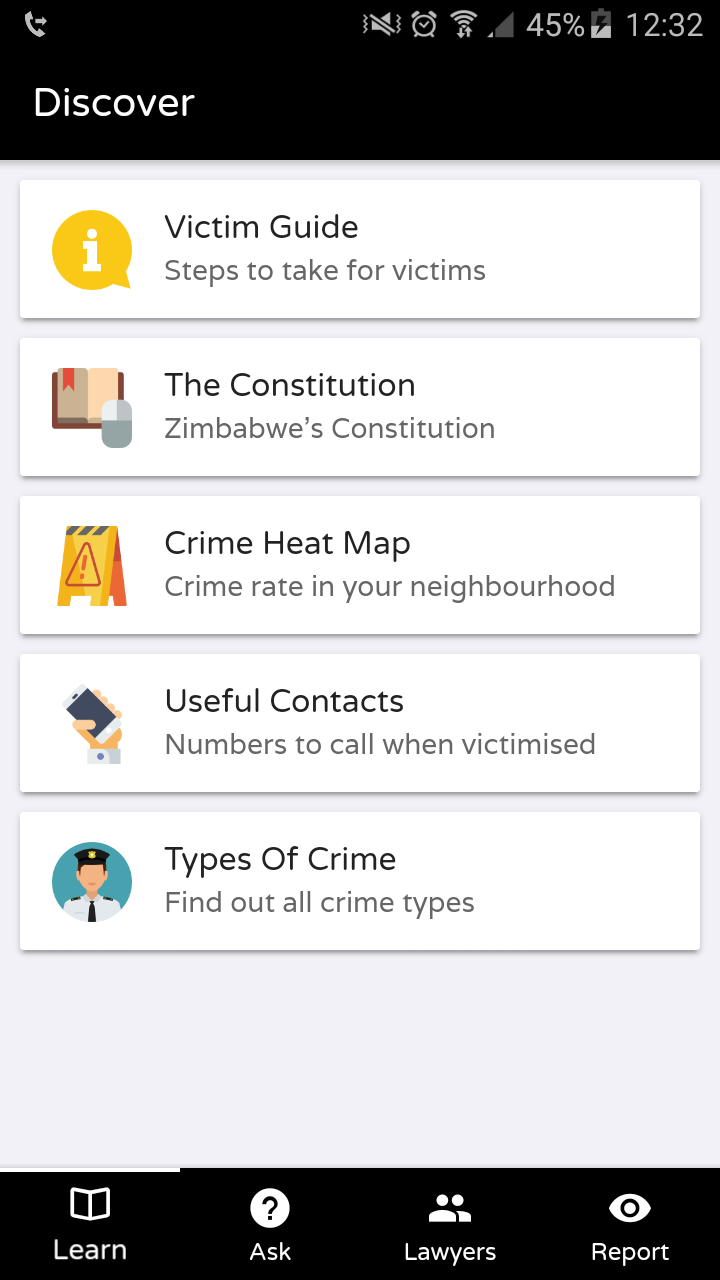 45% 12:32
Discover
Victim Guide
Steps to take for victims
The Constitution
Zimbabwe's Constitution
Crime Heat Map
Crime rate in your neighbourhood
Useful Contacts
Numbers to call when victimised
Types Of Crime
Find out all crime types
Learn
Ask
Lawyers
Report